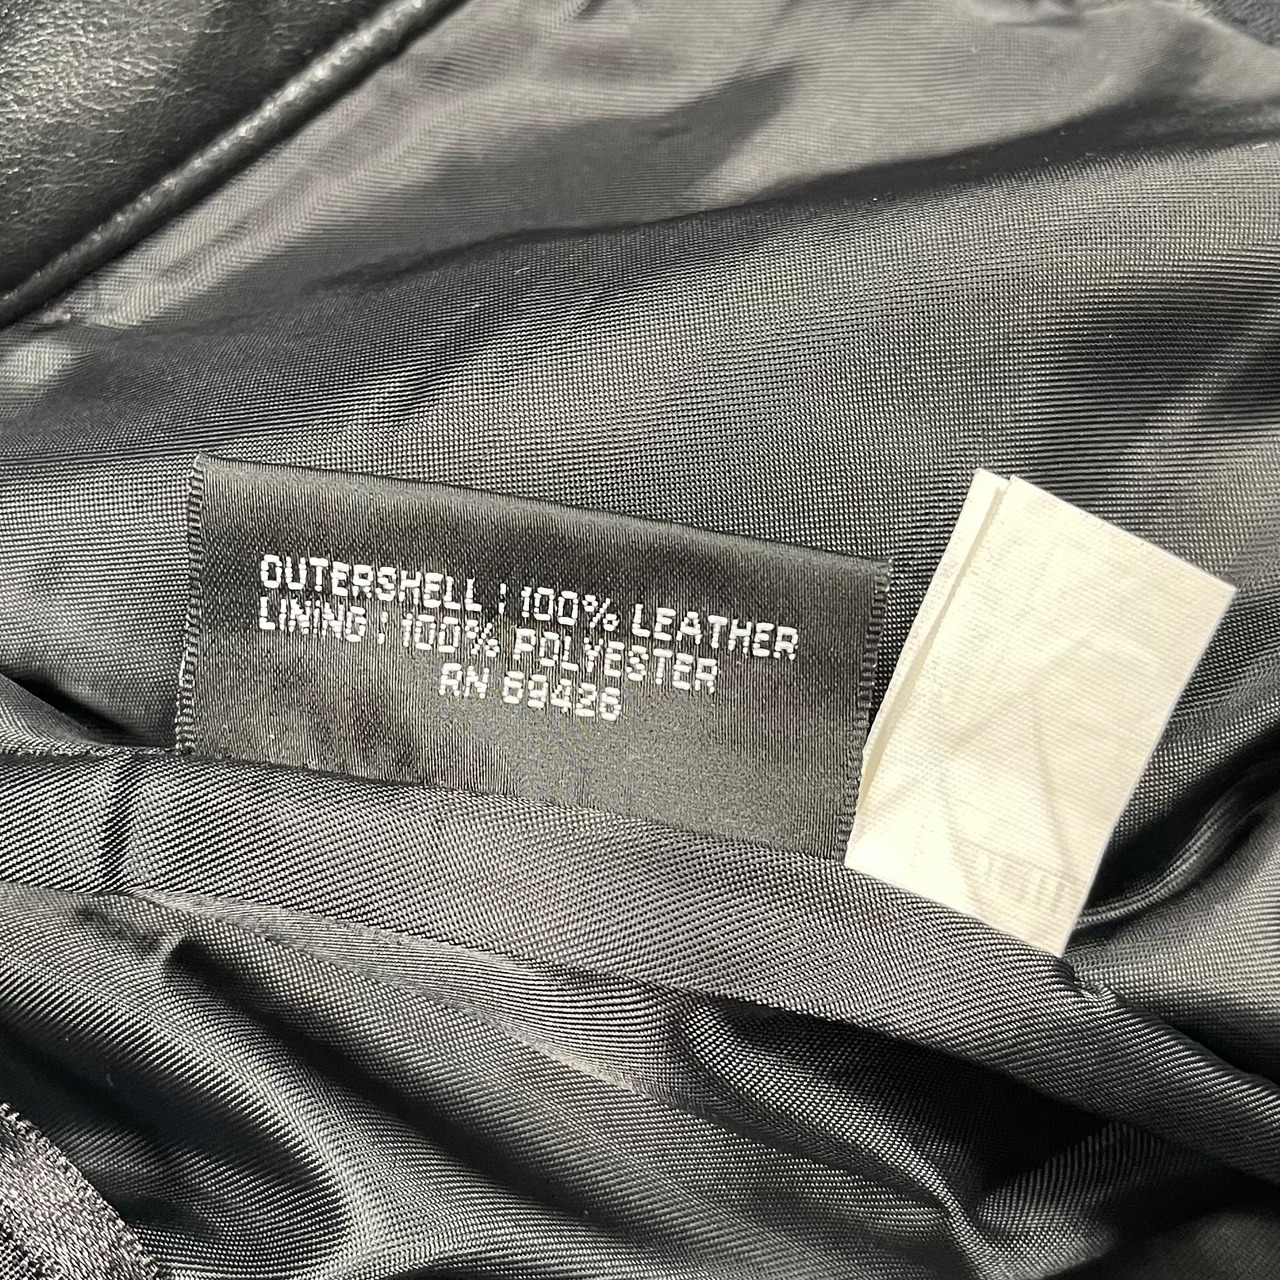 OUTERSHELL : 100% LEATHER
LINING : 100% POLYESTER
RN 69426